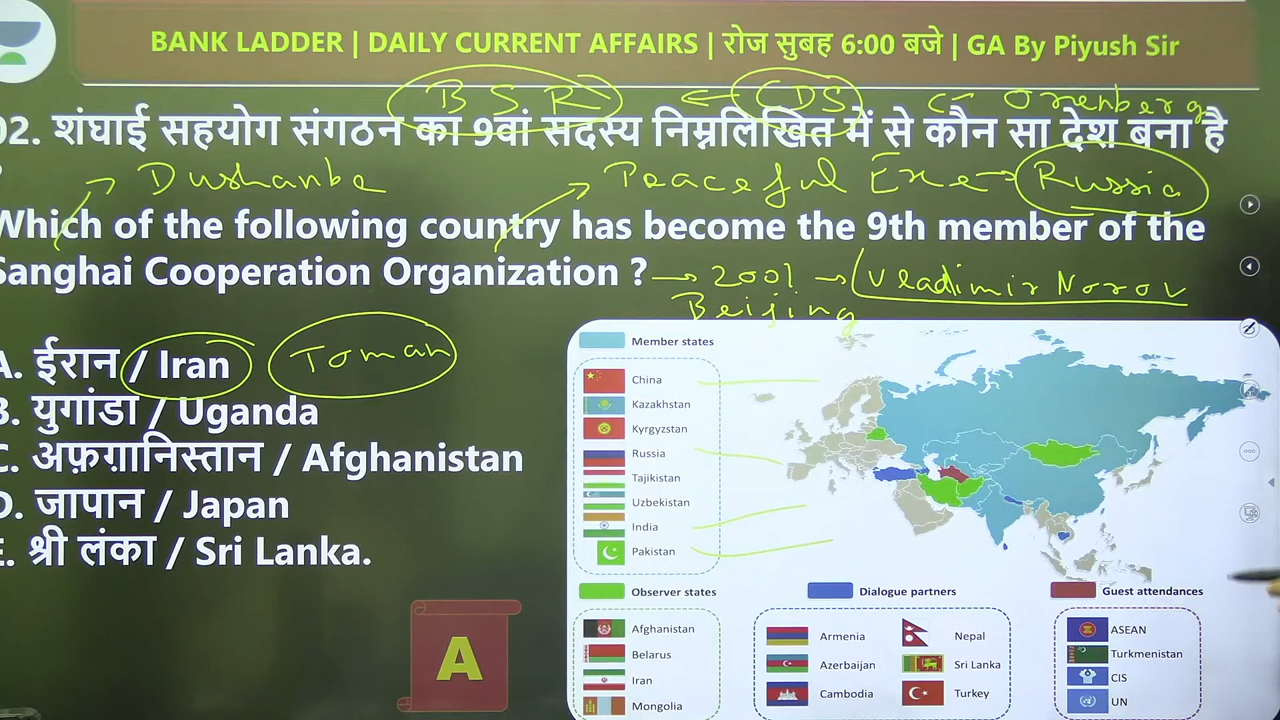 BANK LADDER | DAILY CURRENT AFFAIRS | रोज सुबह 6:00 बजे | GA By Piyush Sir
B S R ← CDS Orenberg
02. शंघाई सहयोग संगठन का 9वां सदस्य निम्नलिखित में से कौन सा देश बना है
?
Dushanbe Peaceful Exe → Russia
Which of the following country has become the 9th member of the
Sanghai Cooperation Organization ? → 2001 → Vladimir Norov
Beijing
A. ईरान / Iran Toman
B. युगांडा / Uganda
C. अफ़ग़ानिस्तान / Afghanistan
D. जापान / Japan
E. श्री लंका / Sri Lanka.
A
Member states
China
Kazakhstan
Kyrgyzstan
Russia
Tajikistan
Uzbekistan
India
Pakistan
Observer states
Afghanistan
Belarus
Iran
Mongolia
Dialogue partners
Armenia Nepal
Azerbaijan Sri Lanka
Cambodia Turkey
Guest attendances
ASEAN
Turkmenistan
CIS
UN